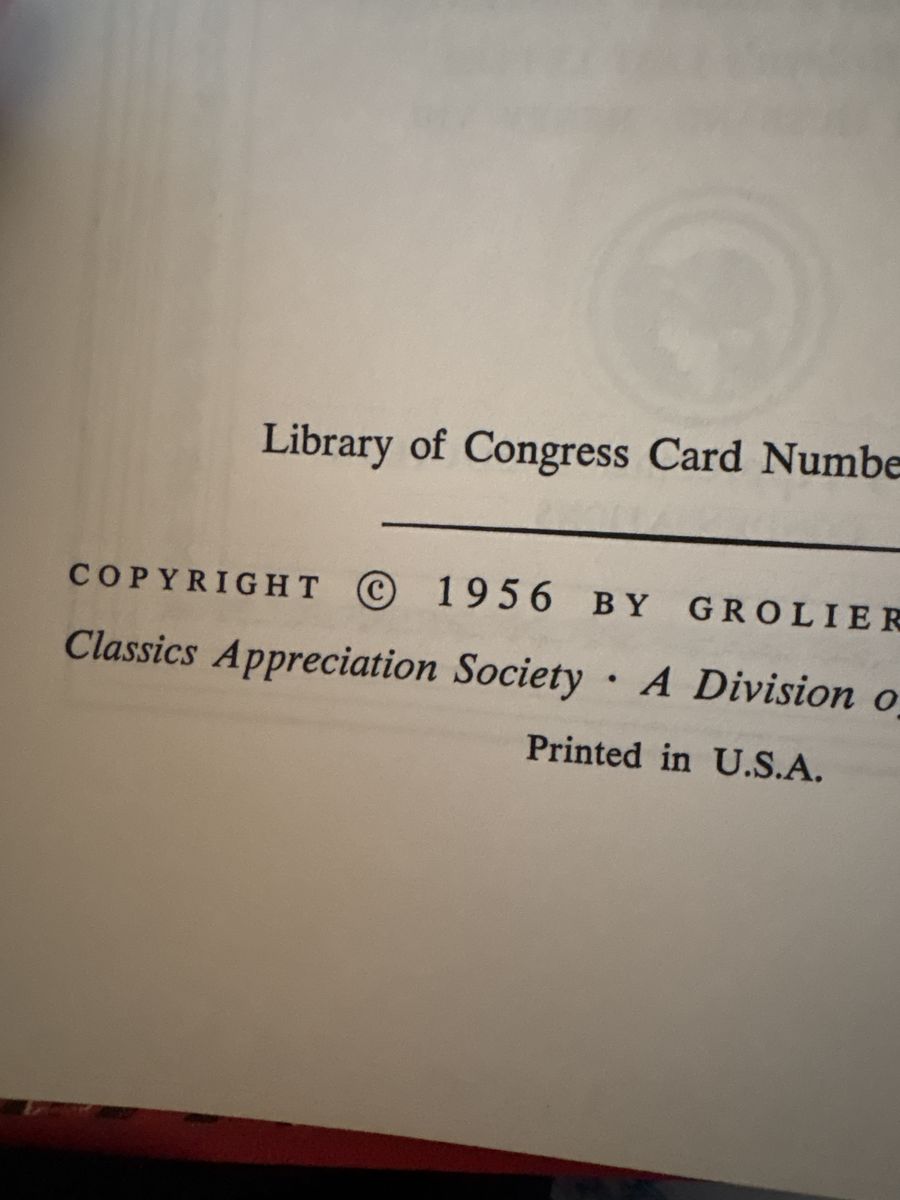 Library of Congress Card Numbe
COPYRIGHT © 1956 BY GROLIER
Classics Appreciation Society · A Division o
Printed in U.S.A.